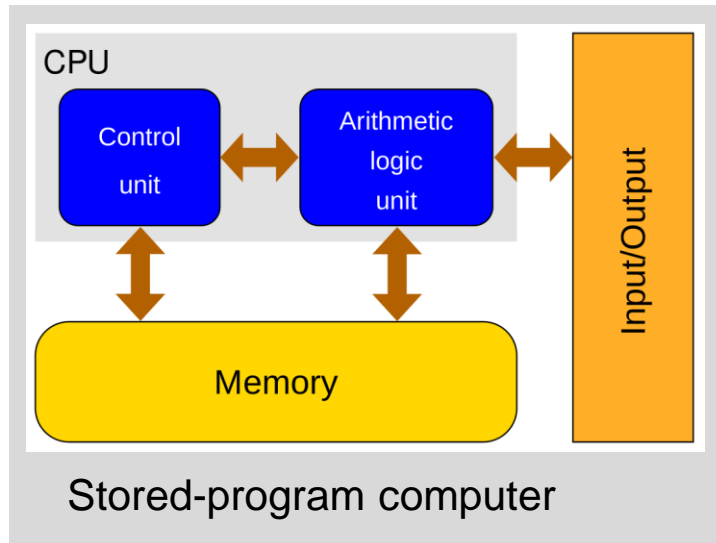 CPU
Control
unit
Arithmetic
logic
unit
Input/Output
Memory
Stored-program computer